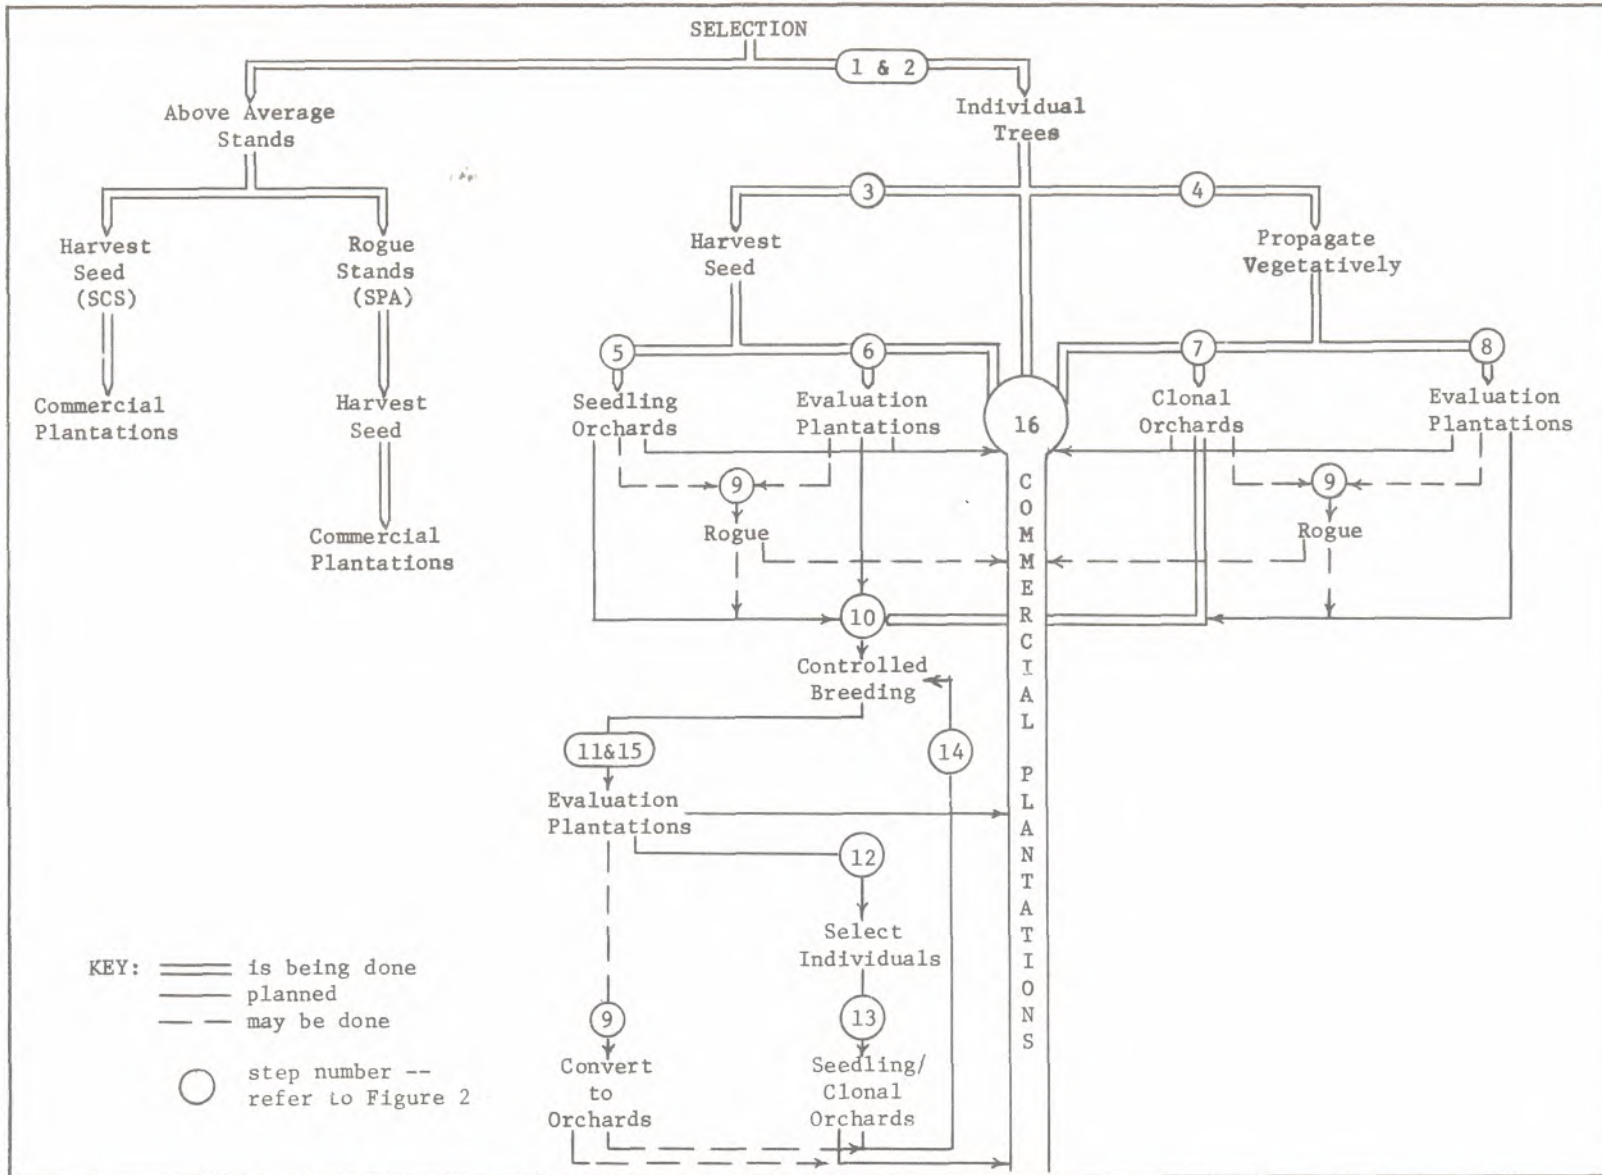 SELECTION
1 & 2
Above Average
Stands
Individual
Trees
3
4
Harvest
Seed
(SCS)
Rogue
Stands
(SPA)
Harvest
Seed
Propagate
Vegetatively
5
6
7
8
Commercial
Plantations
Harvest
Seed
Seedling
Orchards
Evaluation
Plantations
16
Clonal
Orchards
Evaluation
Plantations
9
9
Commercial
Plantations
Rogue
Rogue
COMMERCIAL PLANTATIONS
10
Controlled
Breeding
11&15
14
Evaluation
Plantations
12
Select
Individuals
KEY:
is being done
planned
may be done
9
13
step number --
refer to Figure 2
Convert
to
Orchards
Seedling/
Clonal
Orchards